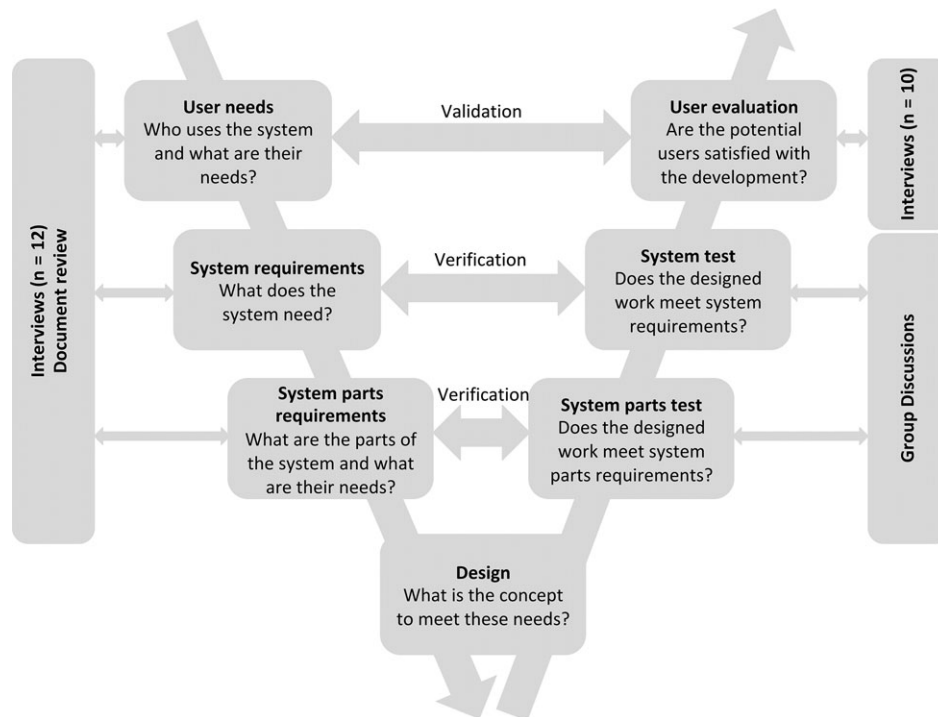 Interviews (n = 12)
Document review
User needs
Who uses the system
and what are their
needs?
Validation
User evaluation
Are the potential
users satisfied with
the development?
Interviews (n = 10)
System requirements
What does the
system need?
Verification
System test
Does the designed
work meet system
requirements?
System parts
requirements
What are the parts of
the system and what
are their needs?
Verification
System parts test
Does the designed
work meet system
parts requirements?
Group Discussions
Design
What is the concept
to meet these needs?